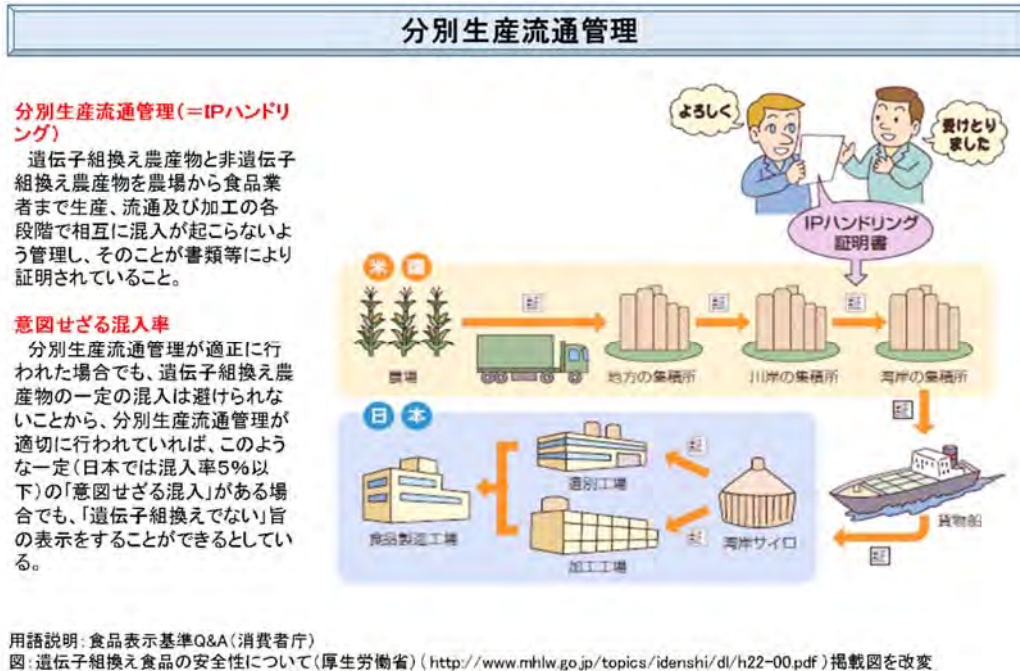 分別生産流通管理
分別生産流通管理(=IPハンドリ
ング)
遺伝子組換え農産物と非遺伝子
組換え農産物を農場から食品業
者まで生産、流通及び加工の各
段階で相互に混入が起こらないよ
う管理し、そのことが書類等により
証明されていること。
意図せざる混入率
分別生産流通管理が適正に行
われた場合でも、遺伝子組換え農
産物の一定の混入は避けられな
いことから、分別生産流通管理が
適切に行われていれば、このよう
な一定(日本では混入率5%以
下)の「意図せざる混入」がある場
合でも、「遺伝子組換えでない」旨
の表示をすることができるとしてい
る。
よろしく
受けとり
ました
IPハンドリング
証明書
米国
証
証
証
農場
地方の集積所
川岸の集積所
湾岸の集積所
証
日本
選別工場
証
食品製造工場
加工工場
証
湾岸サイロ
貨物船
証
用語説明:食品表示基準Q&A(消費者庁)
図:遺伝子組換え食品の安全性について(厚生労働省)(http://www.mhlw.go.jp/topics/idenshi/dl/h22-00.pdf)掲載図を改変